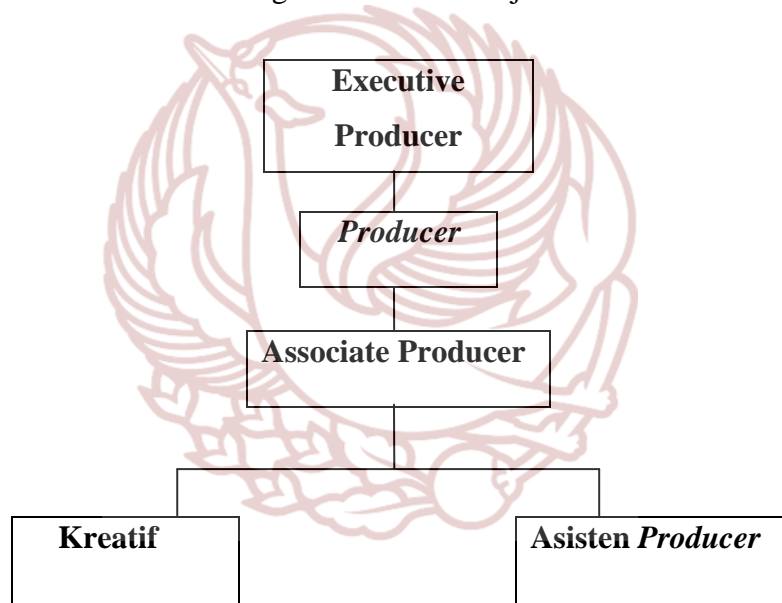 Executive
Producer
Producer
Associate Producer
Kreatif
Asisten Producer